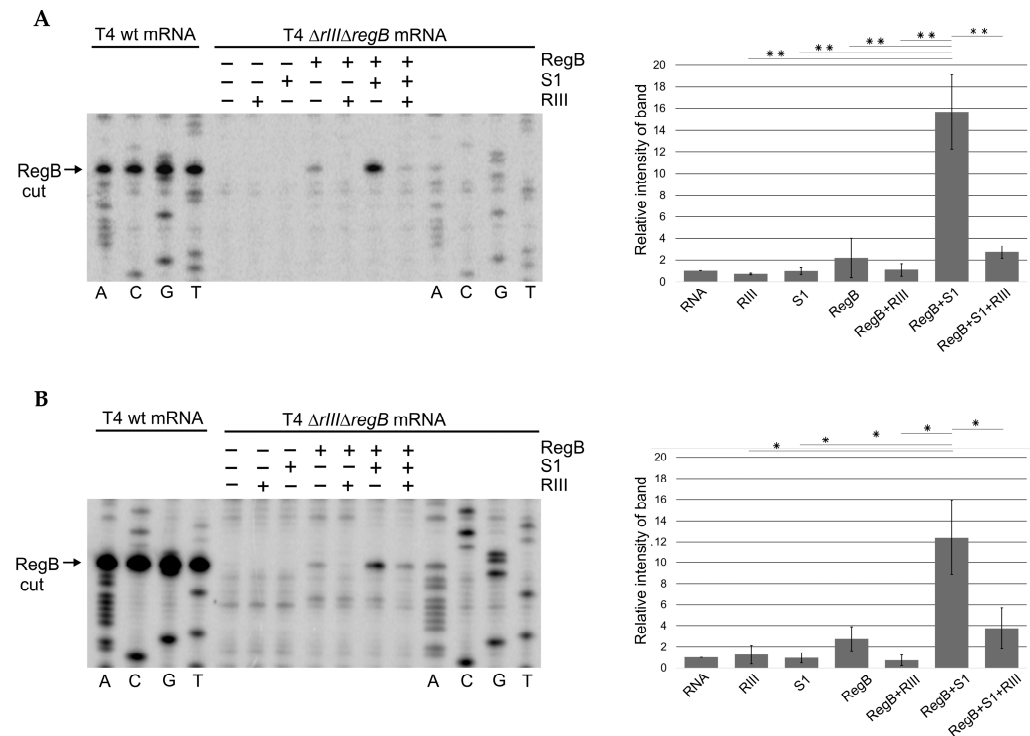 A
T4 wt mRNA
T4 ΔrIIIΔregB mRNA
– – – + + + + RegB
– – + – – + + S1
– + – – + – + RIII
RegB
cut
A C G T
A C G T
** ** ** ** **
Relative intensity of band
20
18
16
14
12
10
8
6
4
2
0
RNA
RIII
S1
RegB
RegB+RIII
RegB+S1
RegB+S1+RIII
B
T4 wt mRNA
T4 ΔrIIIΔregB mRNA
– – – + + + + RegB
– – + – – + + S1
– + – – + – + RIII
RegB
cut
A C G T
A C G T
* * * * *
Relative intensity of band
20
18
16
14
12
10
8
6
4
2
0
RNA
RIII
S1
RegB
RegB+RIII
RegB+S1
RegB+S1+RIII